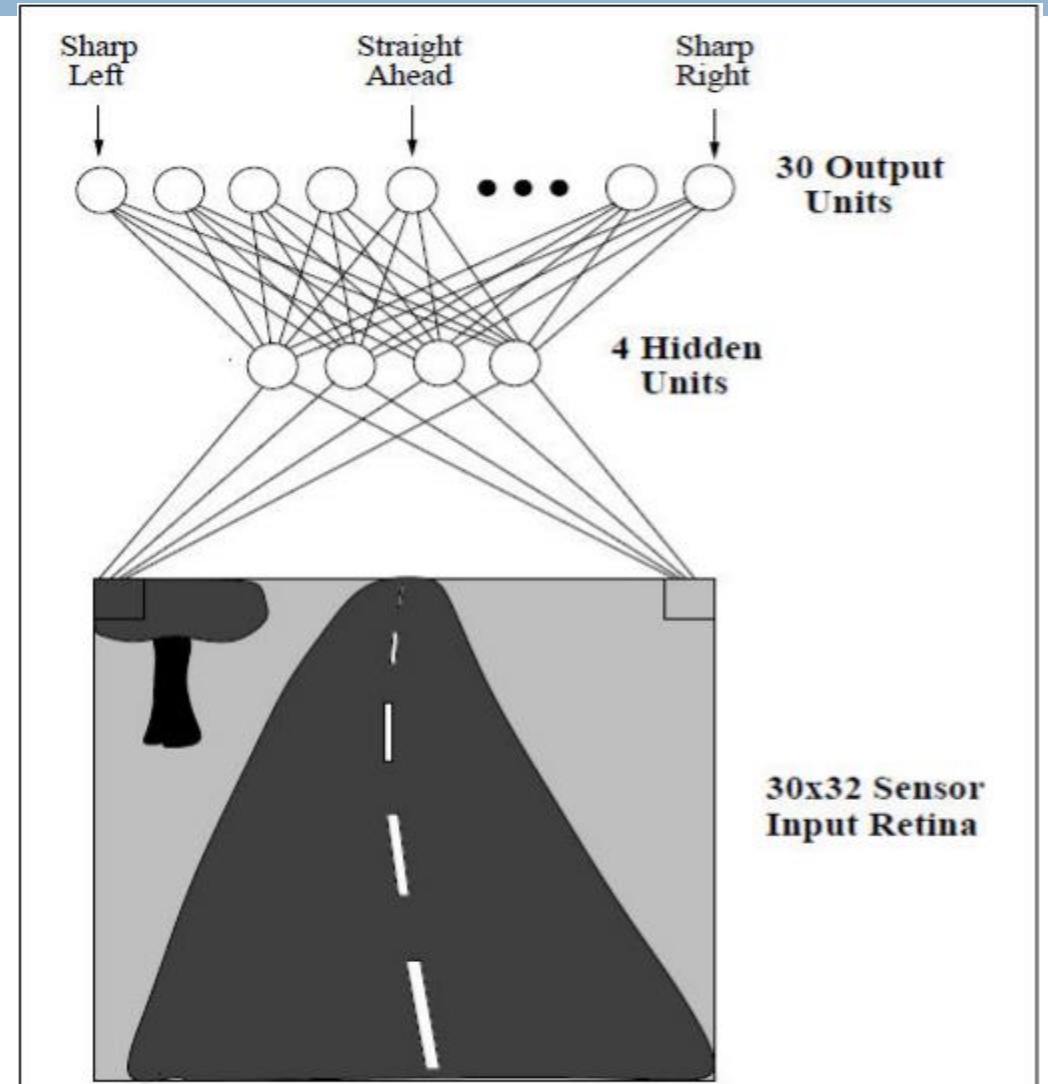 Sharp
Left
Straight
Ahead
Sharp
Right
30 Output
Units
4 Hidden
Units
30x32 Sensor
Input Retina